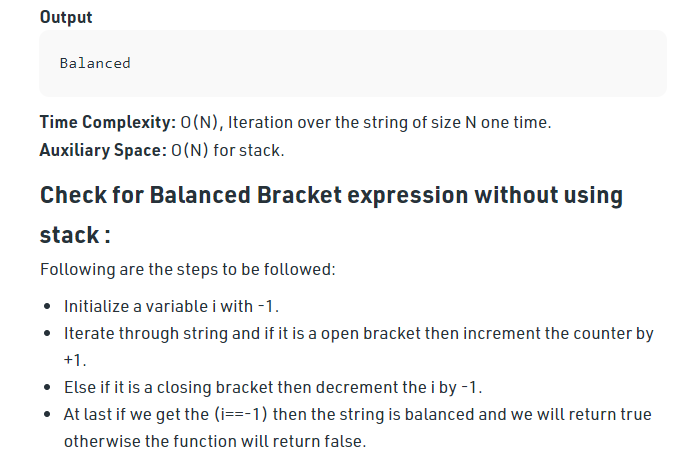 Output
Balanced
Time Complexity: O(N), Iteration over the string of size N one time.
Auxiliary Space: O(N) for stack.
Check for Balanced Bracket expression without using
stack :
Following are the steps to be followed:
• Initialize a variable i with -1.
• Iterate through string and if it is a open bracket then increment the counter by
+1.
• Else if it is a closing bracket then decrement the i by -1.
• At last if we get the (i==-1) then the string is balanced and we will return true
otherwise the function will return false.